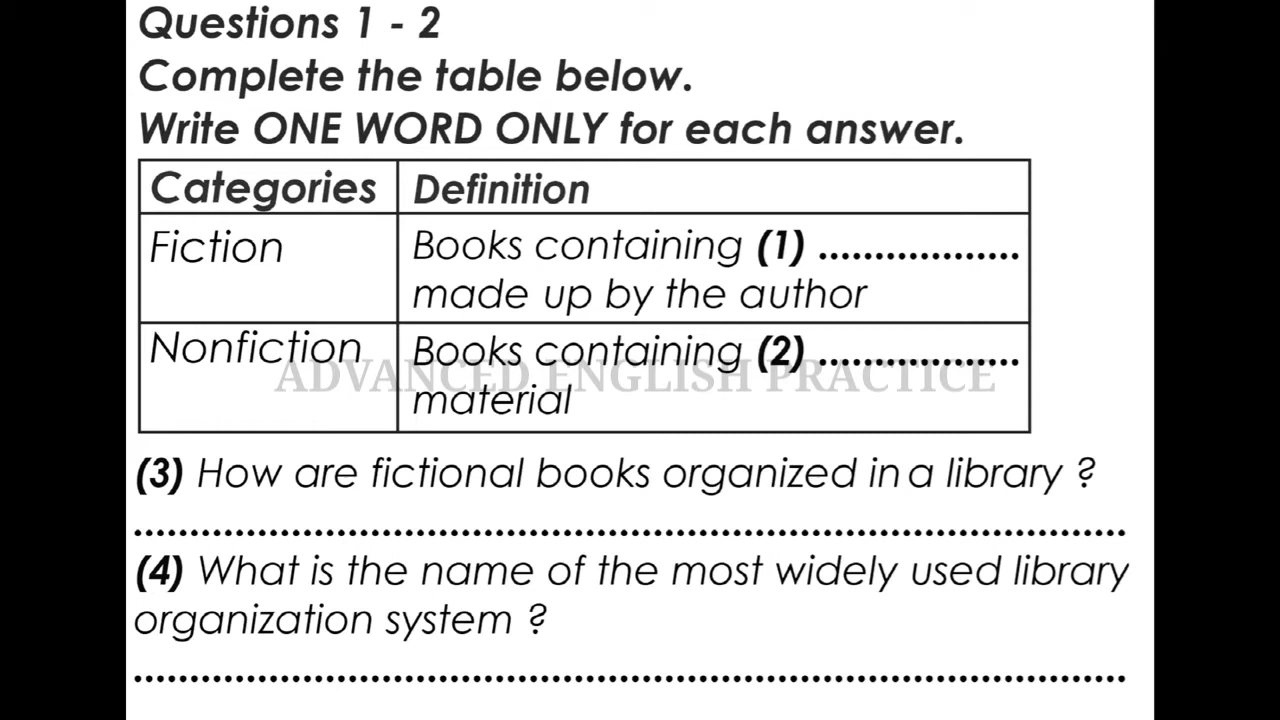 Questions 1 - 2
Complete the table below.
Write ONE WORD ONLY for each answer.
Categories Definition
Fiction Books containing (1) ...................
made up by the author
Nonfiction Books containing (2) ...................
ADVANCED ENGLISH PRACTICE
material
(3) How are fictional books organized in a library ?
................................................................................
(4) What is the name of the most widely used library
organization system ?
................................................................................